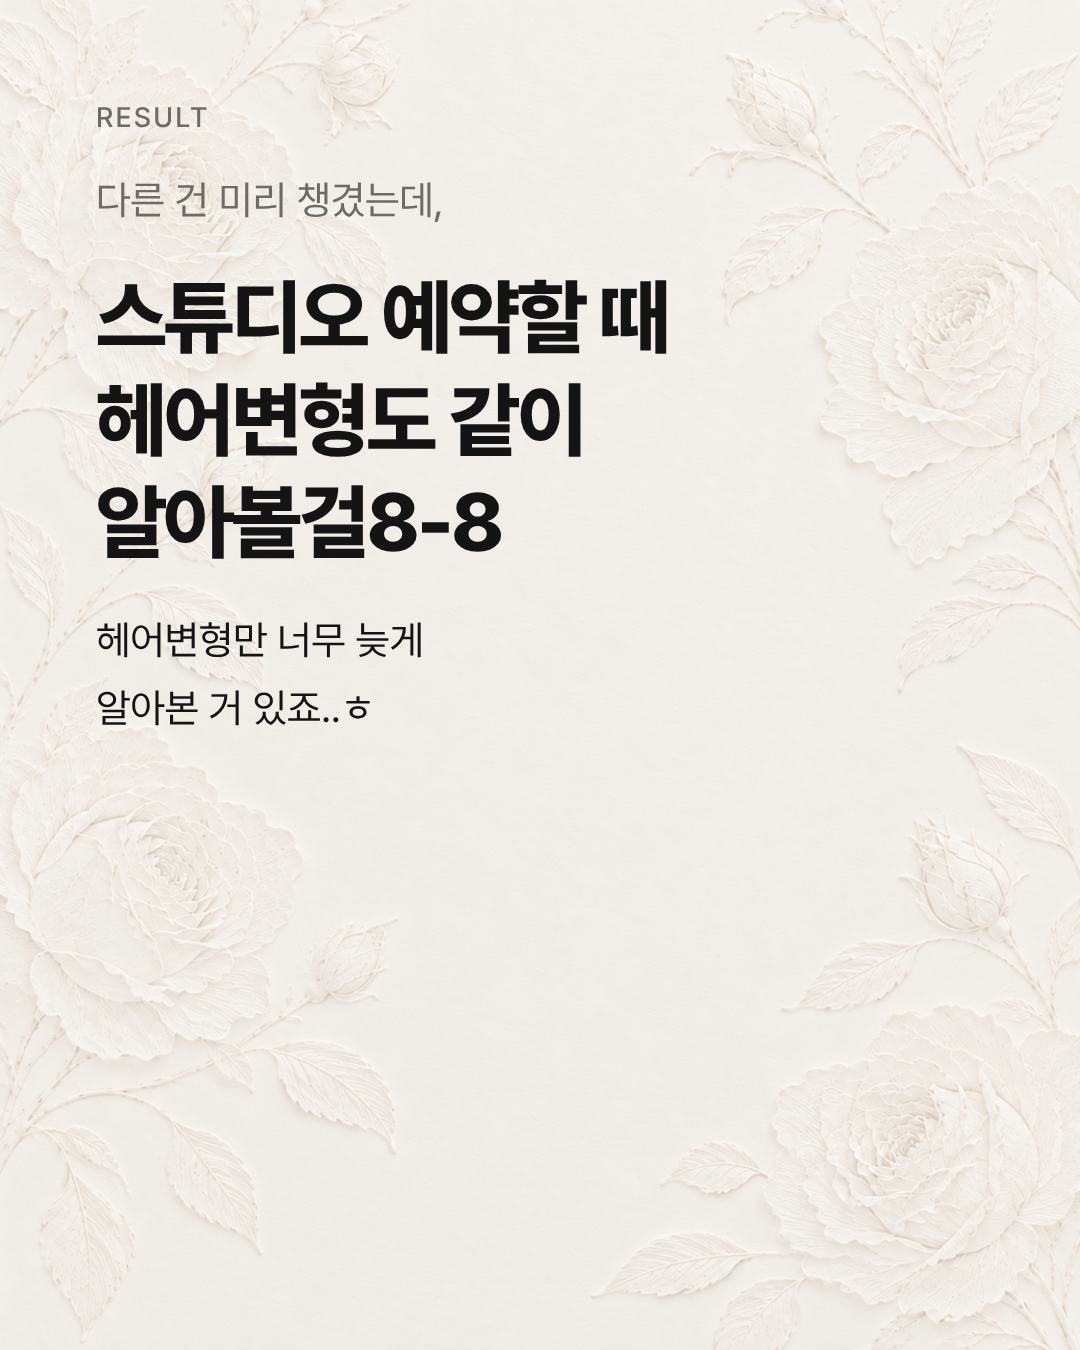 RESULT
다른 건 미리 챙겼는데,
스튜디오 예약할 때
헤어변형도 같이
알아볼걸8-8
헤어변형만 너무 늦게
알아본 거 있죠..ㅎ